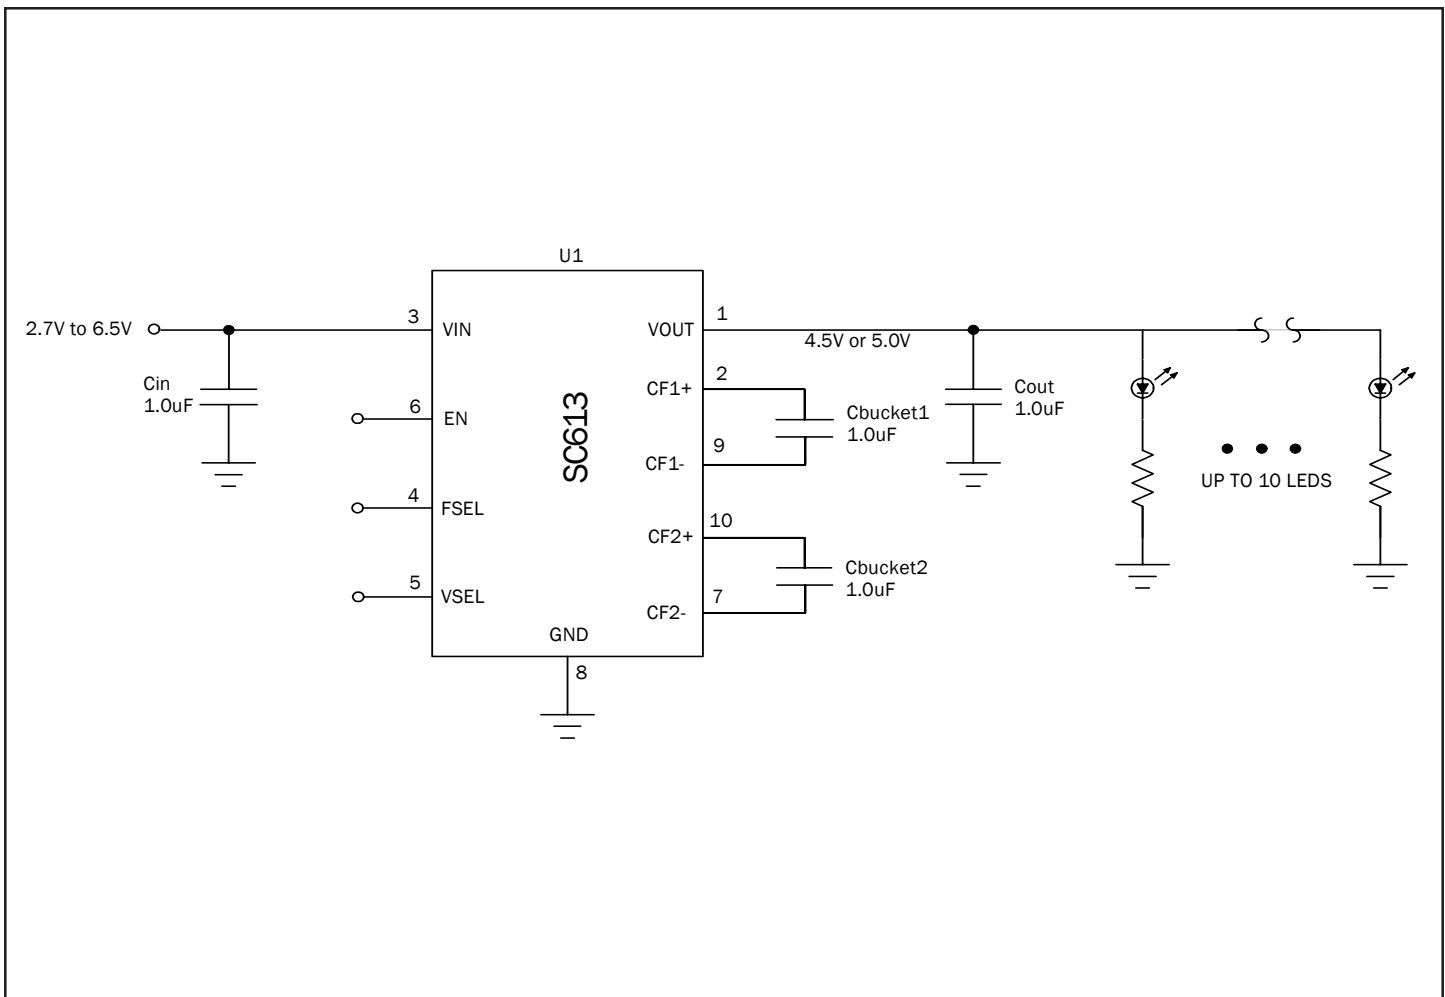 U1
2.7V to 6.5V
3
VIN
VOUT
1
4.5V or 5.0V
Cin
1.0uF
6
EN
4
FSEL
5
VSEL
SC613
CF1+
2
CF1-
9
Cbucket1
1.0uF
CF2+
10
CF2-
7
Cbucket2
1.0uF
GND
8
Cout
1.0uF
UP TO 10 LEDS